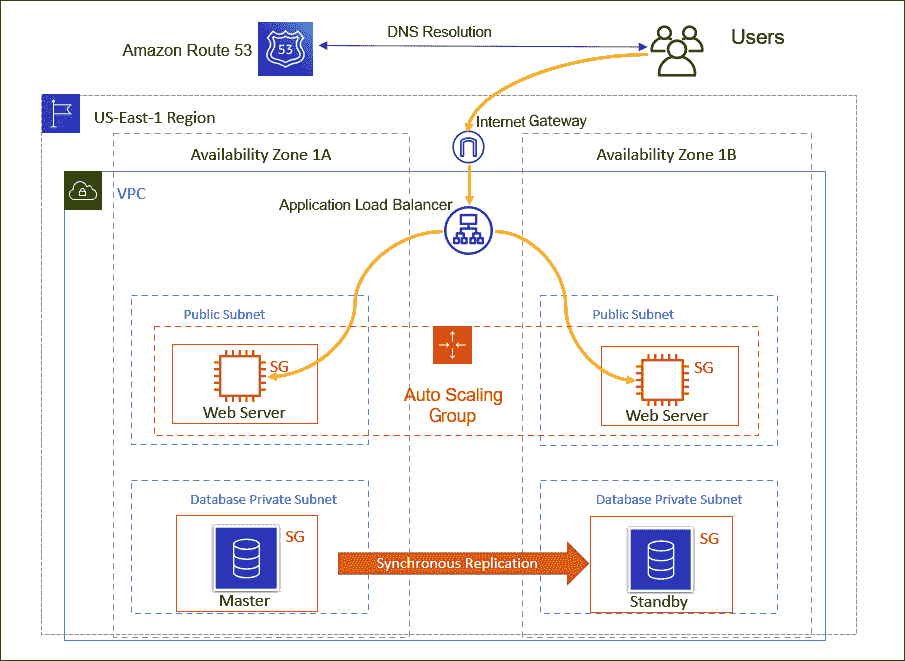 DNS Resolution
Amazon Route 53
53
Users
US-East-1 Region
Internet Gateway
Availability Zone 1A
Availability Zone 1B
VPC
Application Load Balancer
Public Subnet
Public Subnet
SG
Web Server
Auto Scaling
Group
SG
Web Server
Database Private Subnet
Database Private Subnet
SG
Master
Synchronous Replication
SG
Standby